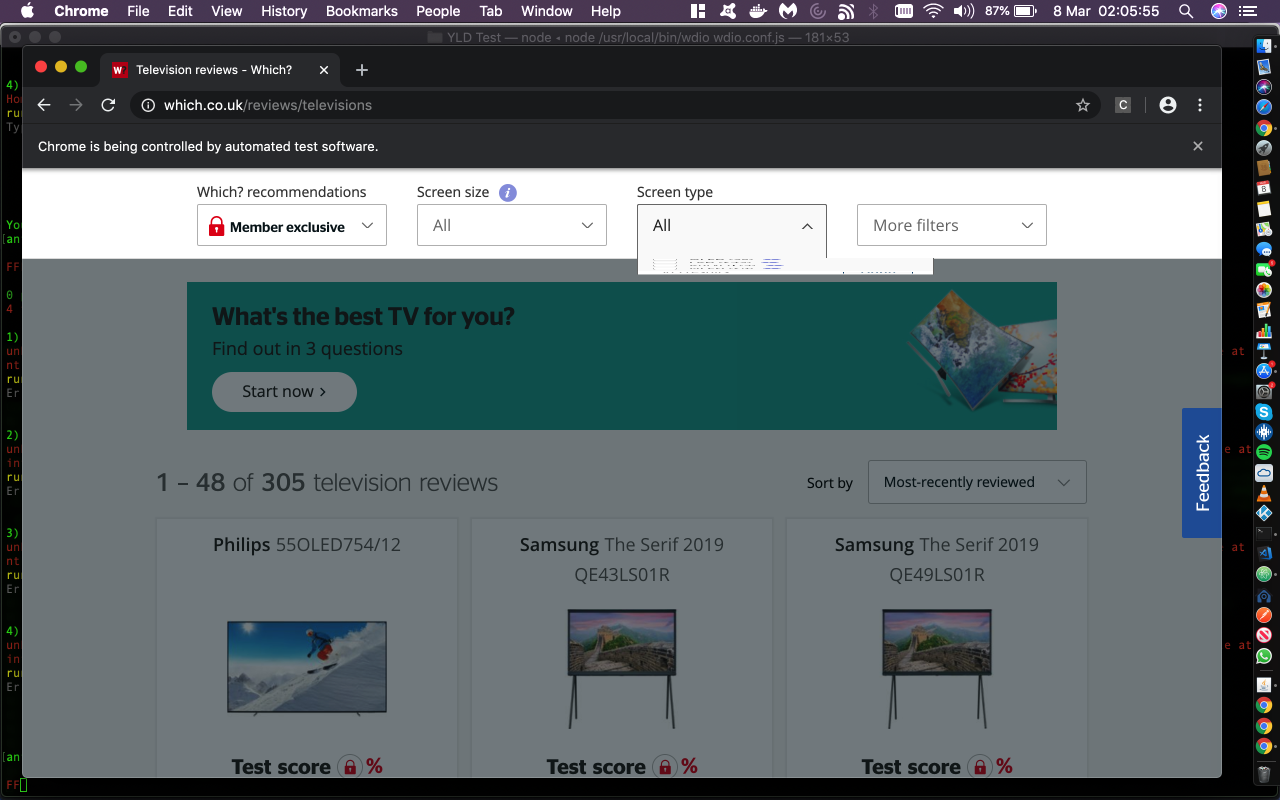 Chrome File Edit View History Bookmarks People Tab Window Help 87% 8 Mar 02:05:55
YLD Test — node • node /usr/local/bin/wdio wdio.conf.js — 181×53
Television reviews - Which?
which.co.uk/reviews/televisions
Chrome is being controlled by automated test software.
Which? recommendations
Screen size
Screen type
Member exclusive
All
All
More filters
What's the best TV for you?
Find out in 3 questions
Start now ›
Feedback
1 – 48 of 305 television reviews
Sort by
Most-recently reviewed
Philips 55OLED754/12
Samsung The Serif 2019
QE43LS01R
Samsung The Serif 2019
QE49LS01R
Test score %
Test score %
Test score %